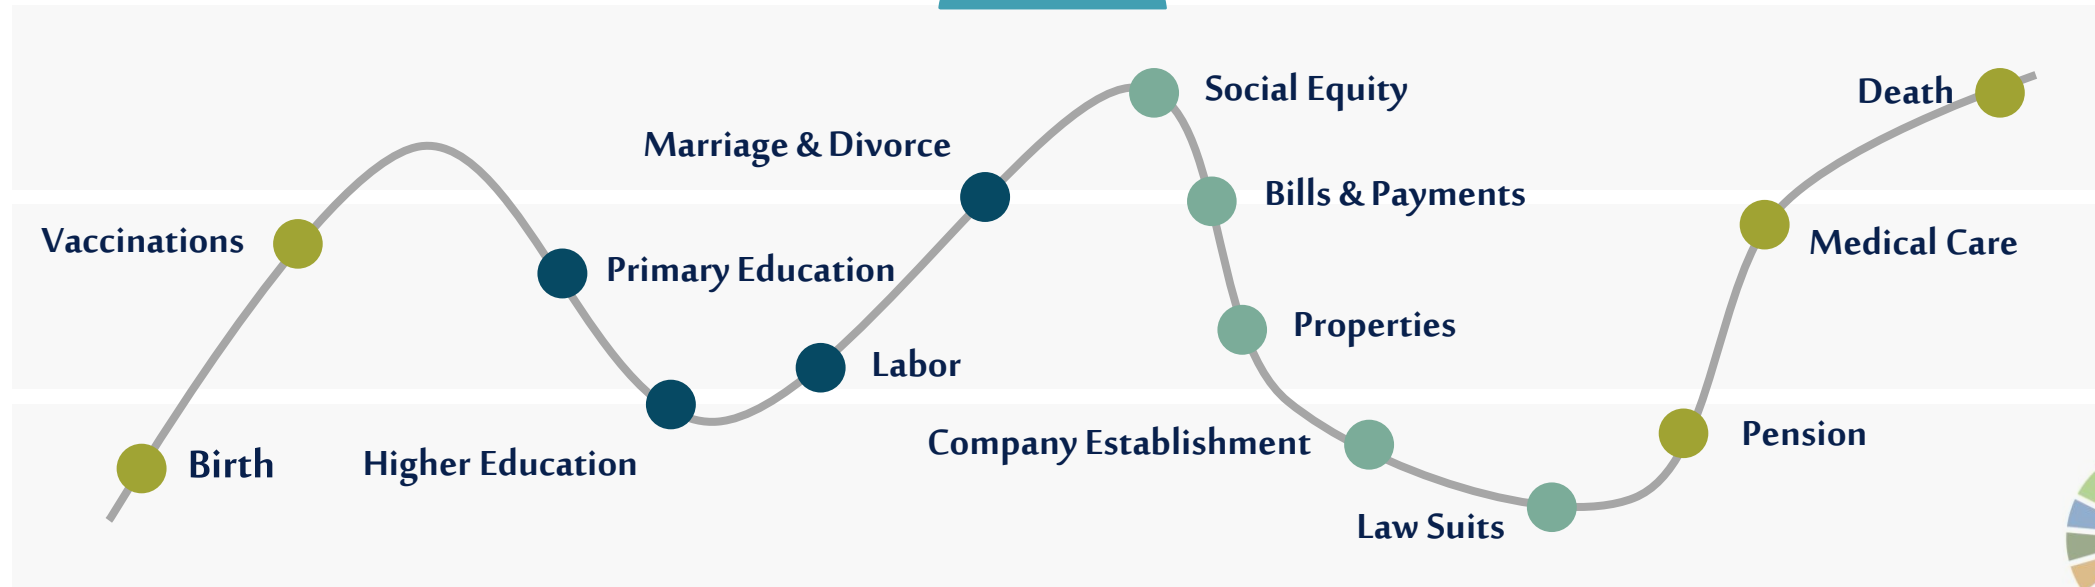 Birth
Vaccinations
Primary Education
Higher Education
Labor
Marriage & Divorce
Social Equity
Bills & Payments
Properties
Company Establishment
Law Suits
Pension
Medical Care
Death